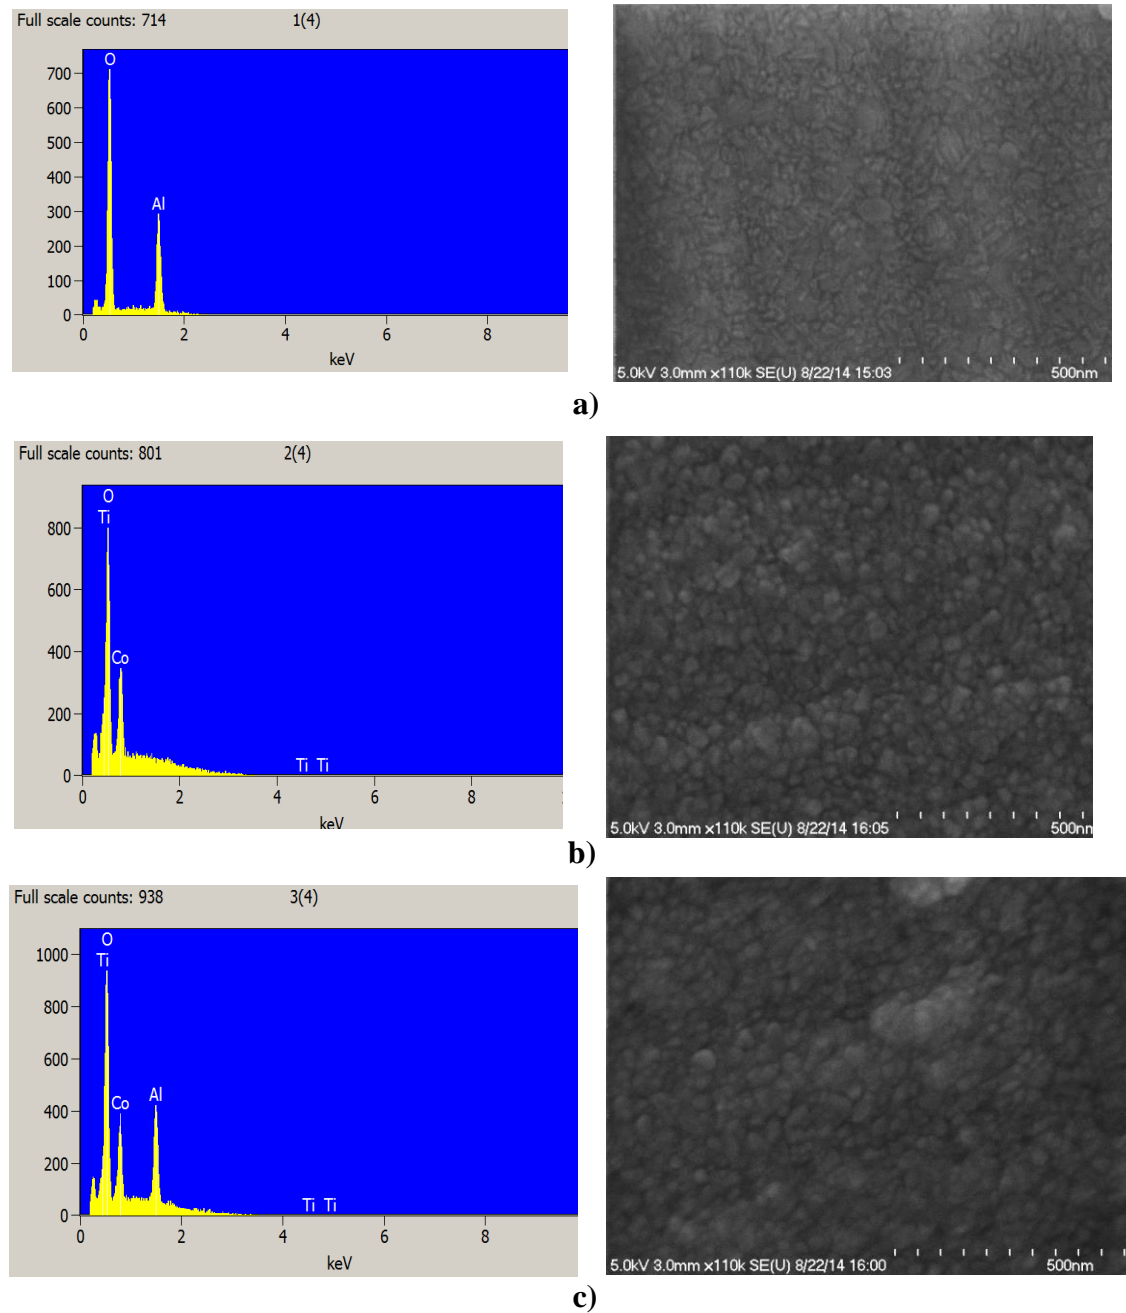 Full scale counts: 714 1(4)
O
700
600
500
Al
400
300
200
100
0
0 2 4 6 8
keV
5.0kV 3.0mm x110k SE(U) 8/22/14 15:03 500nm
a)
Full scale counts: 801 2(4)
O
Ti
800
600
Co
400
200
Ti Ti
0
0 2 4 6 8
keV
5.0kV 3.0mm x110k SE(U) 8/22/14 16:05 500nm
b)
Full scale counts: 938 3(4)
O
1000
Ti
800
600
Al
Co
400
200
Ti Ti
0
0 2 4 6 8
keV
5.0kV 3.0mm x110k SE(U) 8/22/14 16:00 500nm
c)